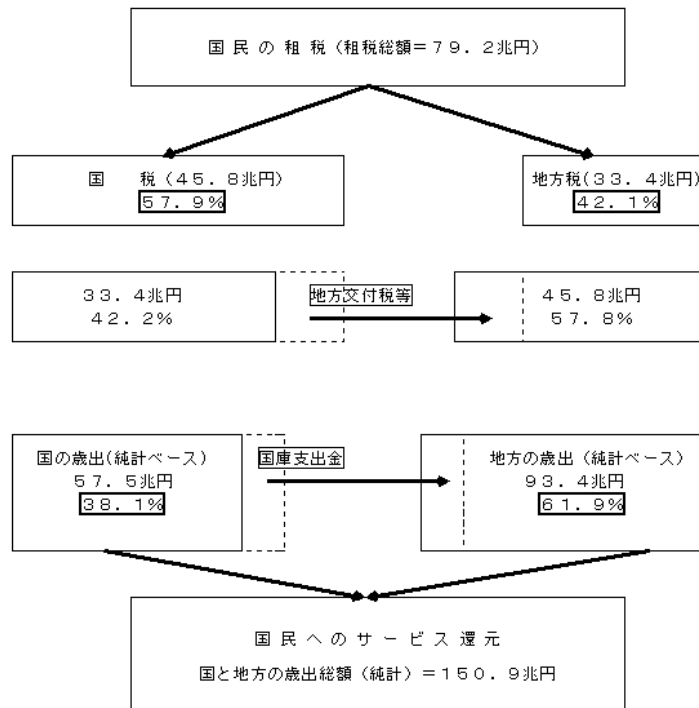 国民の租税（租税総額＝７９．２兆円）
国　　税（４５．８兆円）
５７．９％
地方税(３３．４兆円)
４２．１％
３３．４兆円
４２．２％
地方交付税等
４５．８兆円
５７．８％
国の歳出(純計ベース)
５７．５兆円
３８．１％
国庫支出金
地方の歳出（純計ベース）
９３．４兆円
６１．９％
国民へのサービス還元
国と地方の歳出総額（純計）＝１５０．９兆円